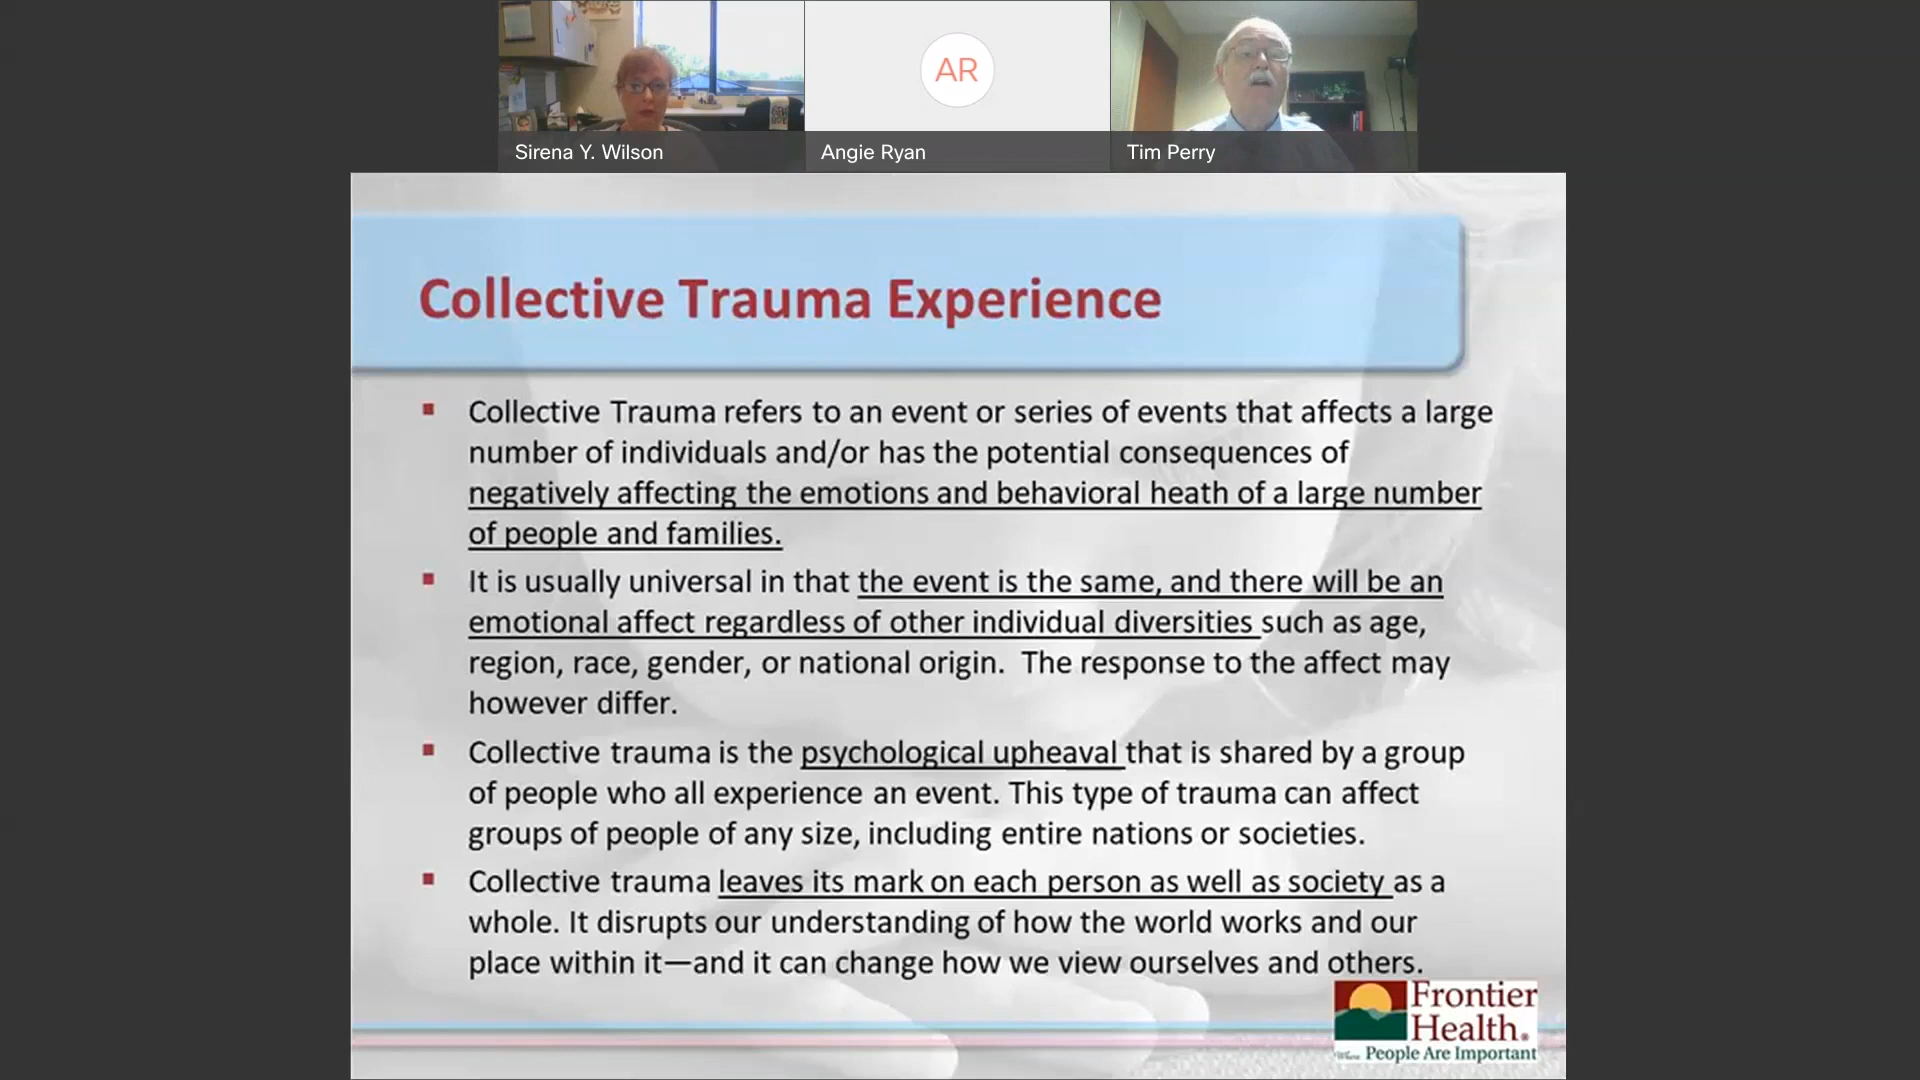 AR
Sirena Y. Wilson
Angie Ryan
Tim Perry
Collective Trauma Experience
Collective Trauma refers to an event or series of events that affects a large
number of individuals and/or has the potential consequences of
negatively affecting the emotions and behavioral heath of a large number
of people and families.
It is usually universal in that the event is the same, and there will be an
emotional affect regardless of other individual diversities such as age,
region, race, gender, or national origin.  The response to the affect may
however differ.
Collective trauma is the psychological upheaval that is shared by a group
of people who all experience an event. This type of trauma can affect
groups of people of any size, including entire nations or societies.
Collective trauma leaves its mark on each person as well as society as a
whole. It disrupts our understanding of how the world works and our
place within it—and it can change how we view ourselves and others.
Frontier
Health®
Where People Are Important